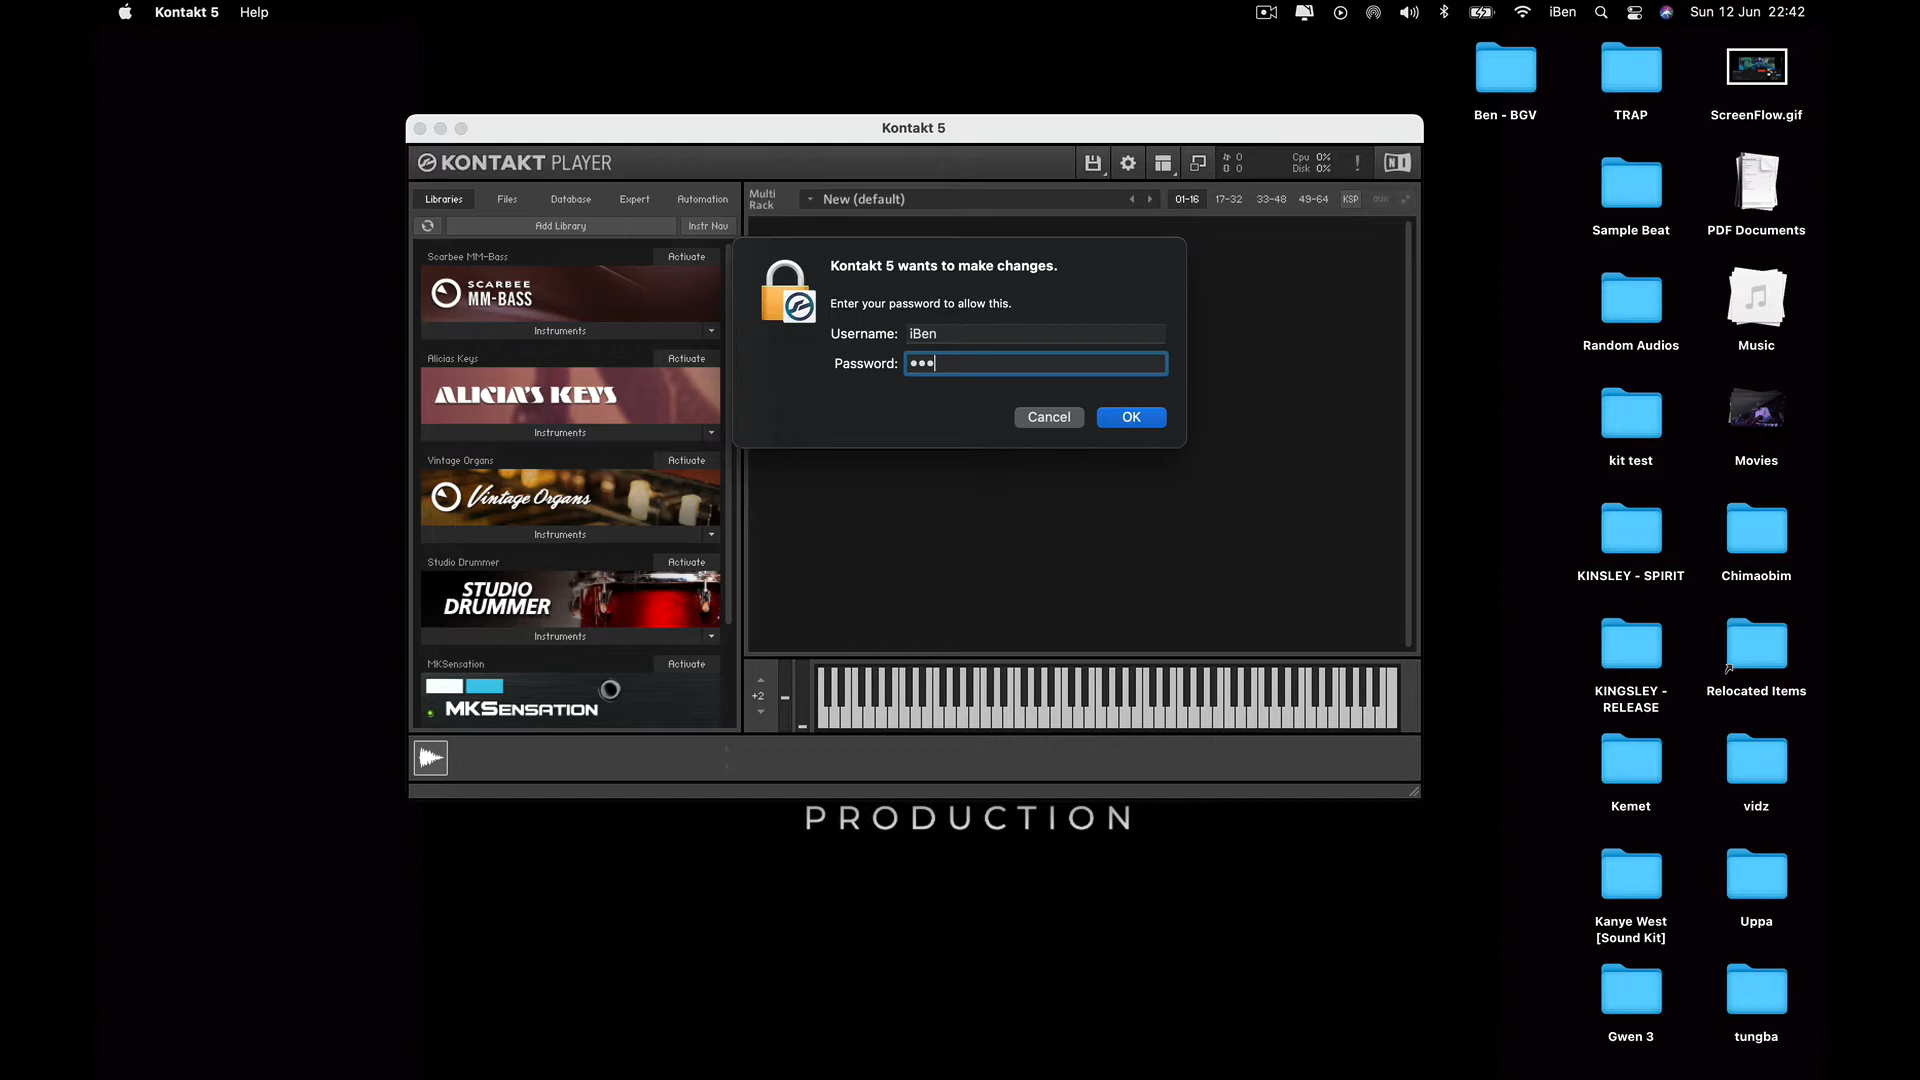 Kontakt 5 Help
iBen Sun 12 Jun 22:42
Kontakt 5
KONTAKT PLAYER
0
0
Cpu 0%
Disk 0%
!
NI
Libraries Files Database Expert Automation
Add Library Instr Nav
Multi
Rack
New (default)
01-16 17-32 33-48 49-64 KSP AUX
Scarbee MM-Bass Activate
SCARBEE
MM-BASS
Instruments
Alicias Keys Activate
ALICIA'S KEYS
Instruments
Vintage Organs Activate
Vintage Organs
Instruments
Studio Drummer Activate
STUDIO
DRUMMER
Instruments
MKSensation Activate
MKSENSATION
+2
Kontakt 5 wants to make changes.
Enter your password to allow this.
Username: iBen
Password: •••
Cancel OK
PRODUCTION
Ben - BGV
TRAP
ScreenFlow.gif
Sample Beat
PDF Documents
Random Audios
Music
kit test
Movies
KINSLEY - SPIRIT
Chimaobim
KINGSLEY -
RELEASE
Relocated Items
Kemet
vidz
Kanye West
[Sound Kit]
Uppa
Gwen 3
tungba